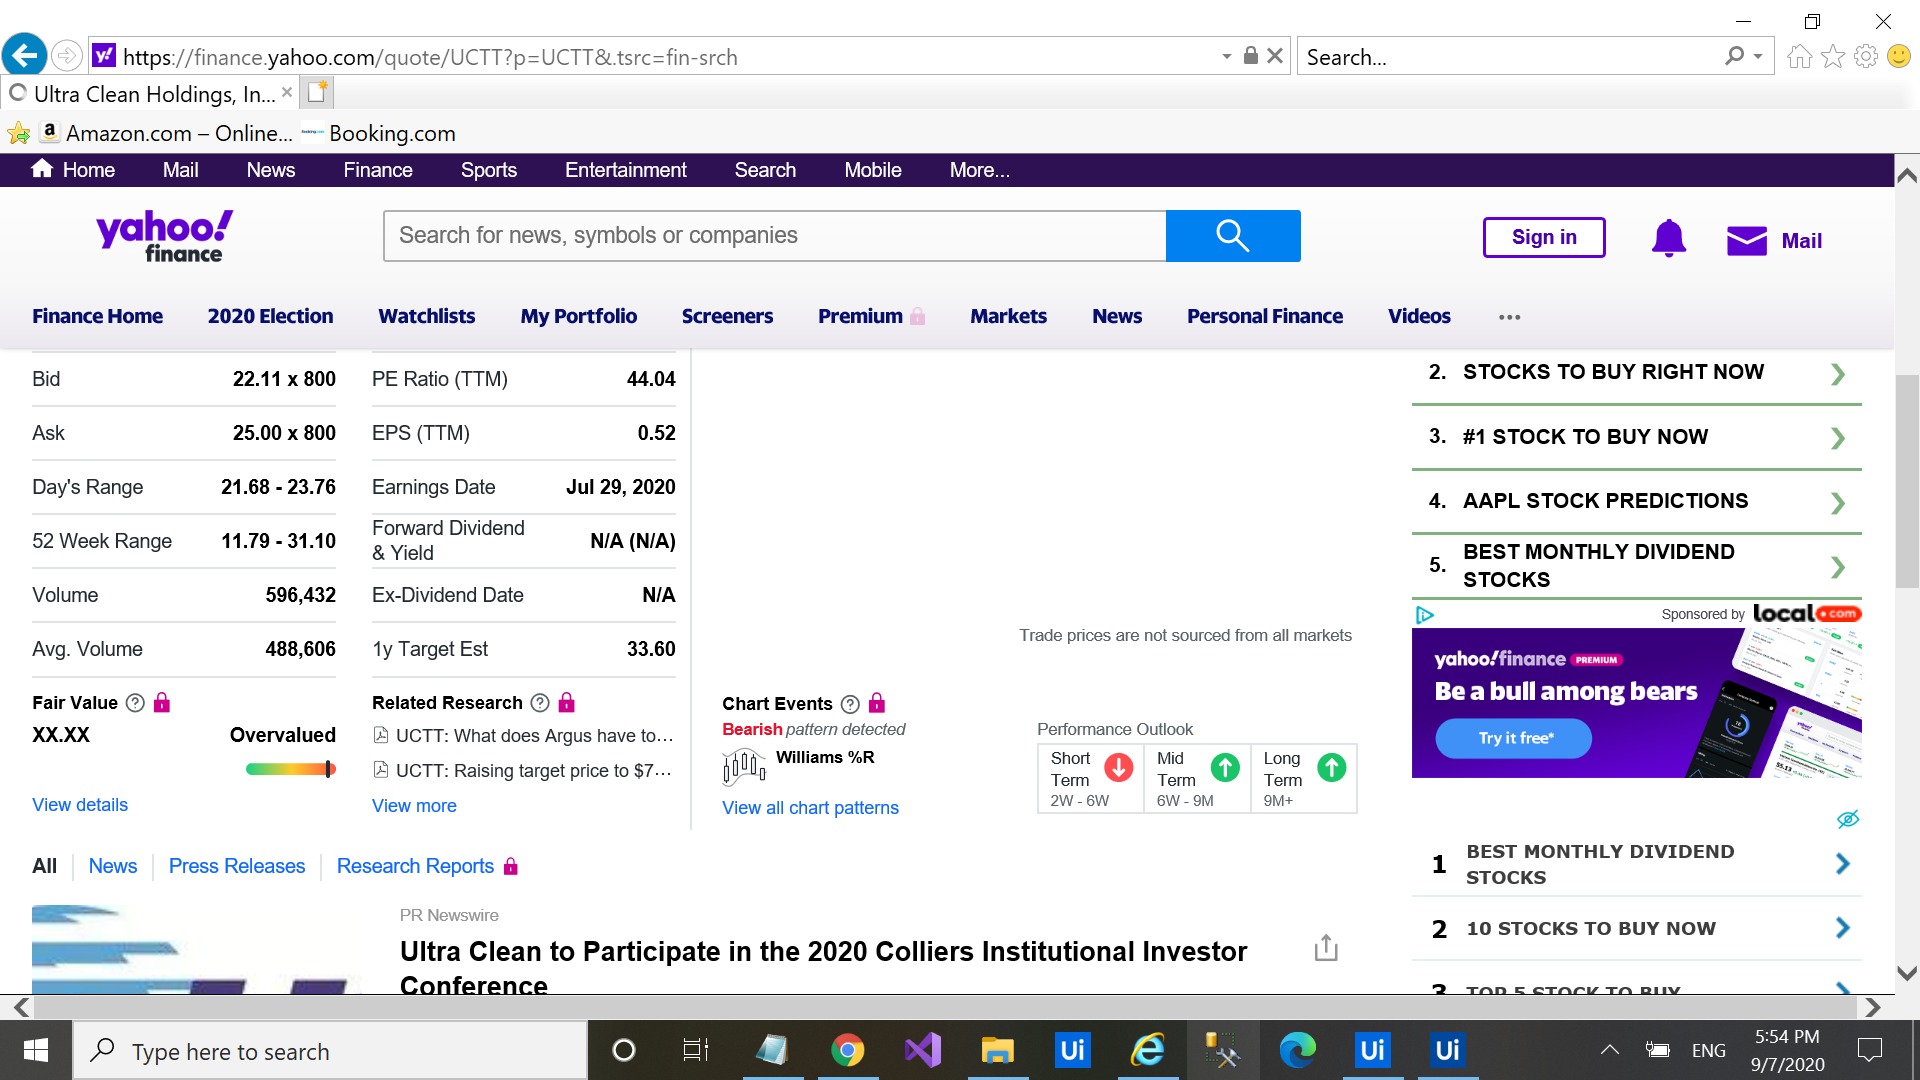 https://finance.yahoo.com/quote/UCTT?p=UCTT&.tsrc=fin-srch
Search...
Ultra Clean Holdings, In...
Amazon.com – Online...
Booking.com
Home Mail News Finance Sports Entertainment Search Mobile More...
yahoo!
finance
Search for news, symbols or companies
Sign in
Mail
Finance Home 2020 Election Watchlists My Portfolio Screeners Premium Markets News Personal Finance Videos ...
Bid 22.11 x 800
Ask 25.00 x 800
Day's Range 21.68 - 23.76
52 Week Range 11.79 - 31.10
Volume 596,432
Avg. Volume 488,606
PE Ratio (TTM) 44.04
EPS (TTM) 0.52
Earnings Date Jul 29, 2020
Forward Dividend
& Yield N/A (N/A)
Ex-Dividend Date N/A
1y Target Est 33.60
Fair Value
XX.XX Overvalued
View details
Related Research
UCTT: What does Argus have to...
UCTT: Raising target price to $7...
View more
Trade prices are not sourced from all markets
Chart Events
Bearish pattern detected
Williams %R
View all chart patterns
Performance Outlook
Short
Term
2W - 6W
Mid
Term
6W - 9M
Long
Term
9M+
All News Press Releases Research Reports
PR Newswire
Ultra Clean to Participate in the 2020 Colliers Institutional Investor
Conference
2. STOCKS TO BUY RIGHT NOW
3. #1 STOCK TO BUY NOW
4. AAPL STOCK PREDICTIONS
5. BEST MONTHLY DIVIDEND
STOCKS
Sponsored by local.com
yahoo!finance PREMIUM
Be a bull among bears
Try it free*
1 BEST MONTHLY DIVIDEND
STOCKS
2 10 STOCKS TO BUY NOW
3 TOP 5 STOCK TO BUY
Type here to search
ENG
5:54 PM
9/7/2020